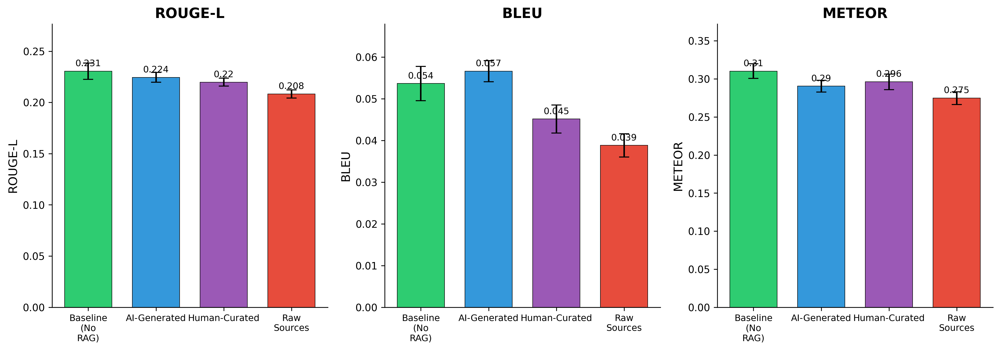 ROUGE-L
ROUGE-L
0.25
0.20
0.15
0.10
0.05
0.00
0.231
0.224
0.22
0.208
Baseline
(No
RAG)
AI-Generated
Human-Curated
Raw
Sources
BLEU
BLEU
0.06
0.05
0.04
0.03
0.02
0.01
0.00
0.054
0.057
0.045
0.039
Baseline
(No
RAG)
AI-Generated
Human-Curated
Raw
Sources
METEOR
METEOR
0.35
0.30
0.25
0.20
0.15
0.10
0.05
0.00
0.31
0.29
0.296
0.275
Baseline
(No
RAG)
AI-Generated
Human-Curated
Raw
Sources